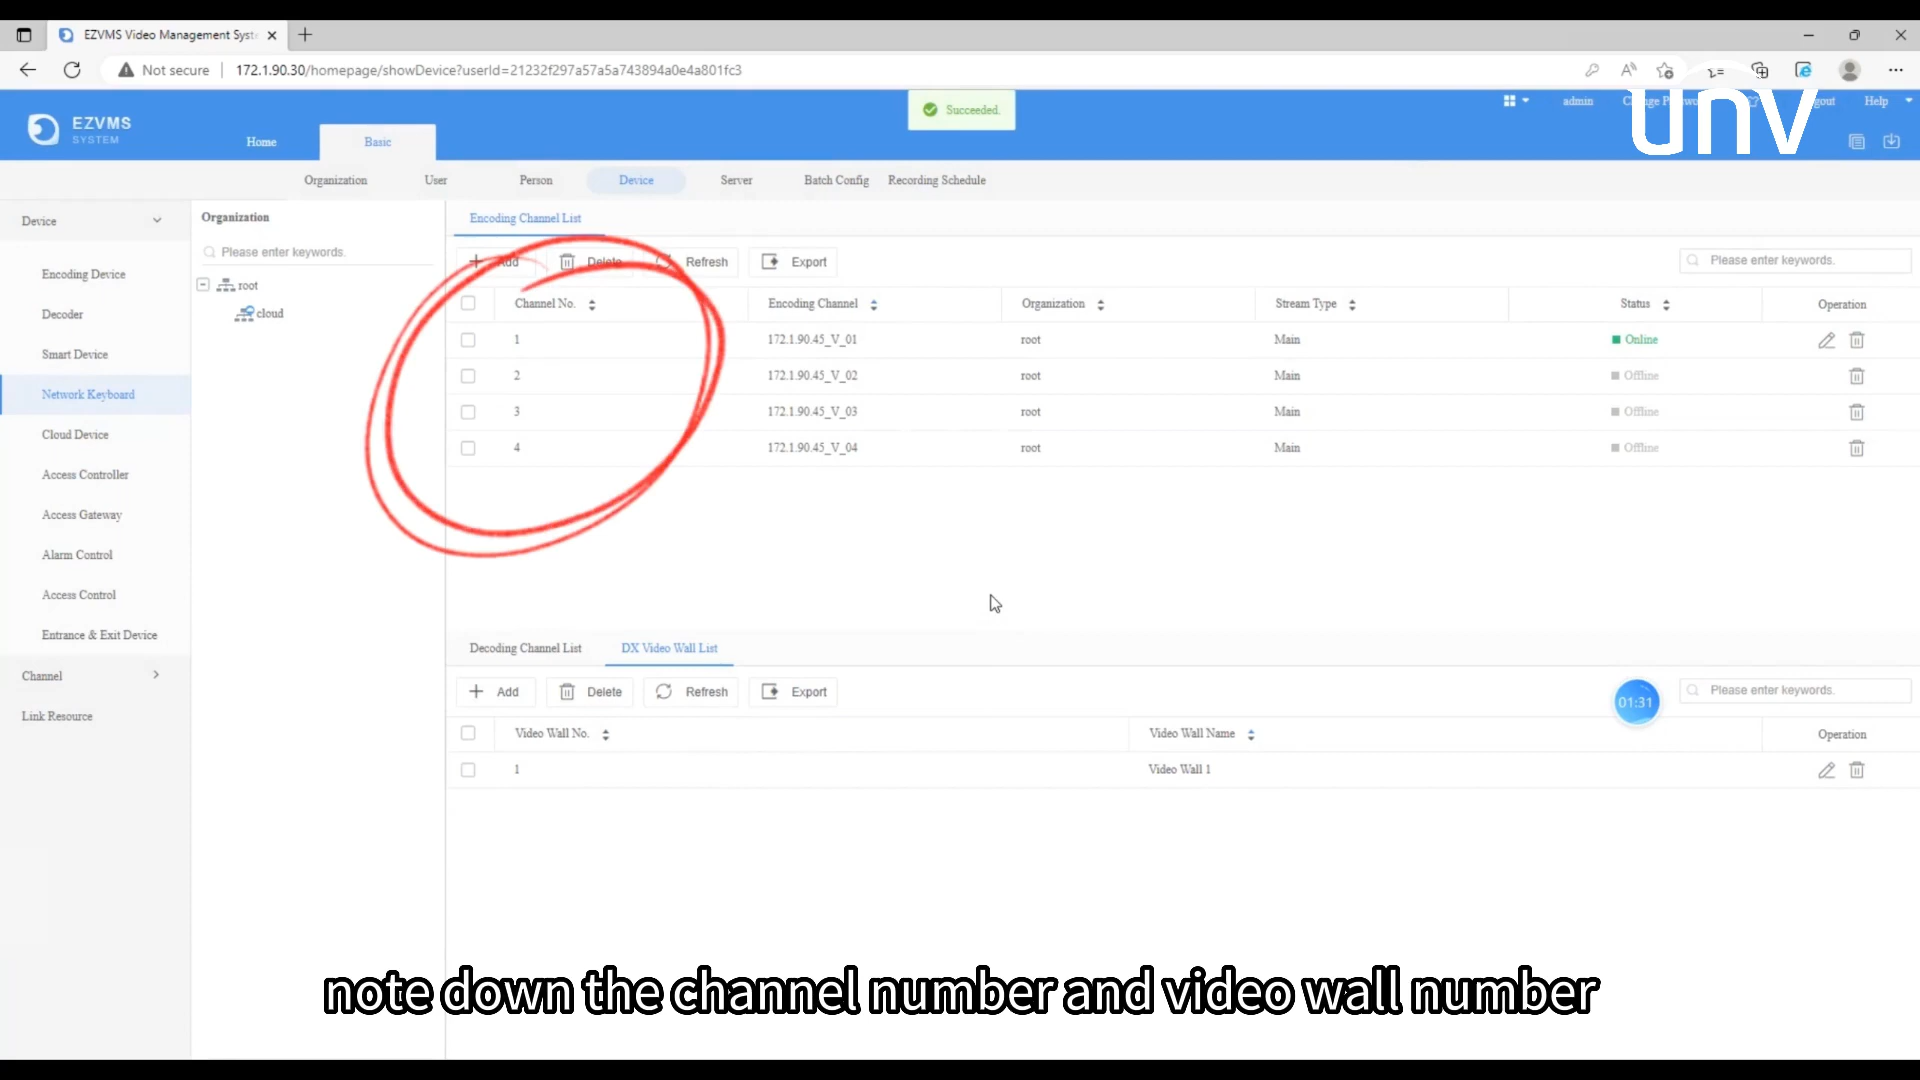 EZVMS Video Management Syst
Not secure
172.1.90.30/homepage/showDevice?userId=21232f297a57a5a743894a0e4a801fc3
unv
EZVMS
SYSTEM
Home
Basic
Succeeded.
admin
Help
Organization
User
Person
Device
Server
Batch Config
Recording Schedule
Device
Encoding Device
Decoder
Smart Device
Network Keyboard
Cloud Device
Access Controller
Access Gateway
Alarm Control
Access Control
Entrance & Exit Device
Channel
Link Resource
Organization
Please enter keywords.
root
cloud
Encoding Channel List
Add Delete Refresh Export
Please enter keywords.
Channel No. Encoding Channel Organization Stream Type Status Operation
1 172.1.90.45_V_01 root Main Online
2 172.1.90.45_V_02 root Main Offline
3 172.1.90.45_V_03 root Main Offline
4 172.1.90.45_V_04 root Main Offline
Decoding Channel List DX Video Wall List
Add Delete Refresh Export
01:31
Please enter keywords.
Video Wall No. Video Wall Name Operation
1 Video Wall 1
note down the channel number and video wall number